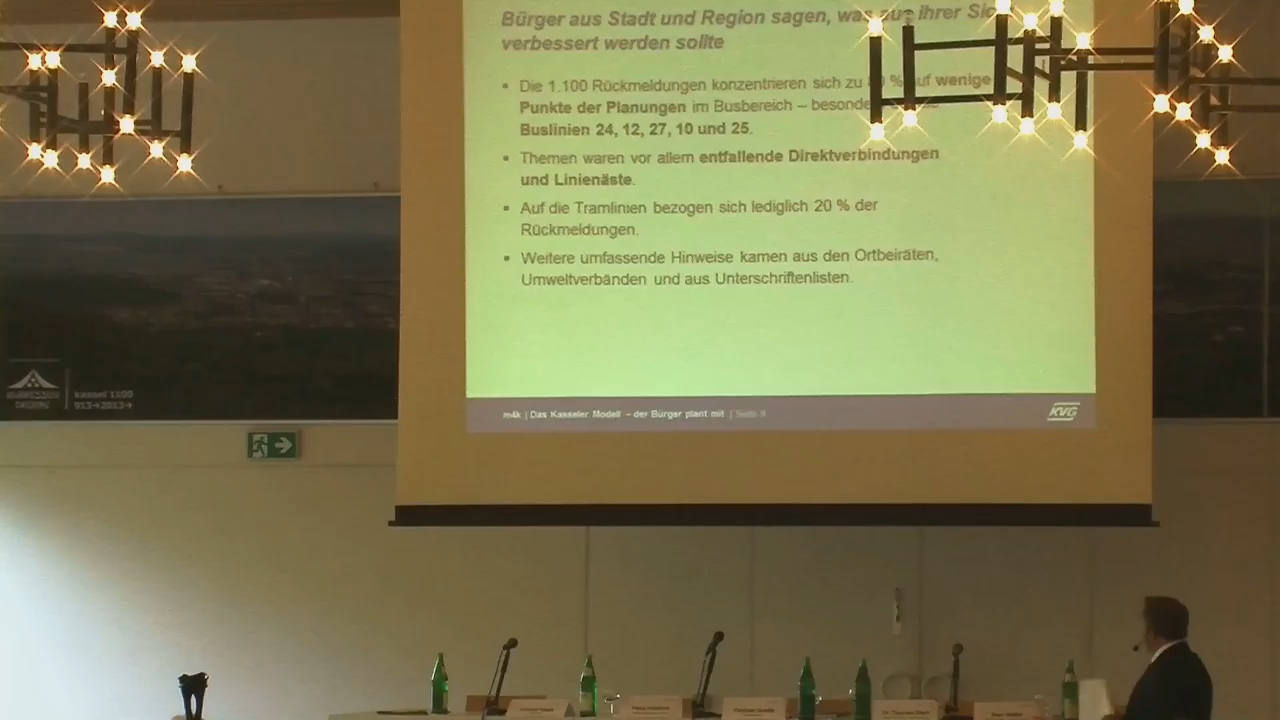 Bürger aus Stadt und Region sagen, was aus ihrer
verbessert werden sollte
Die 1.100 Rückmeldungen konzentrieren sich zu % auf wenige
Punkte der Planungen im Busbereich –
Buslinien 24, 12, 27, 10 und 25.
Themen waren vor allem entfallende Direktverbindungen
und Linienäste.
Auf die Tramlinien bezogen sich lediglich 20 % der
Rückmeldungen.
Weitere umfassende Hinweise kamen aus den Ortbeiräten,
Umweltverbänden und aus Unterschriftenlisten.
m4k | Das Kasseler Modell – der Bürger plant mit | Seite 9
KVG
kassel 1100
913→2013→